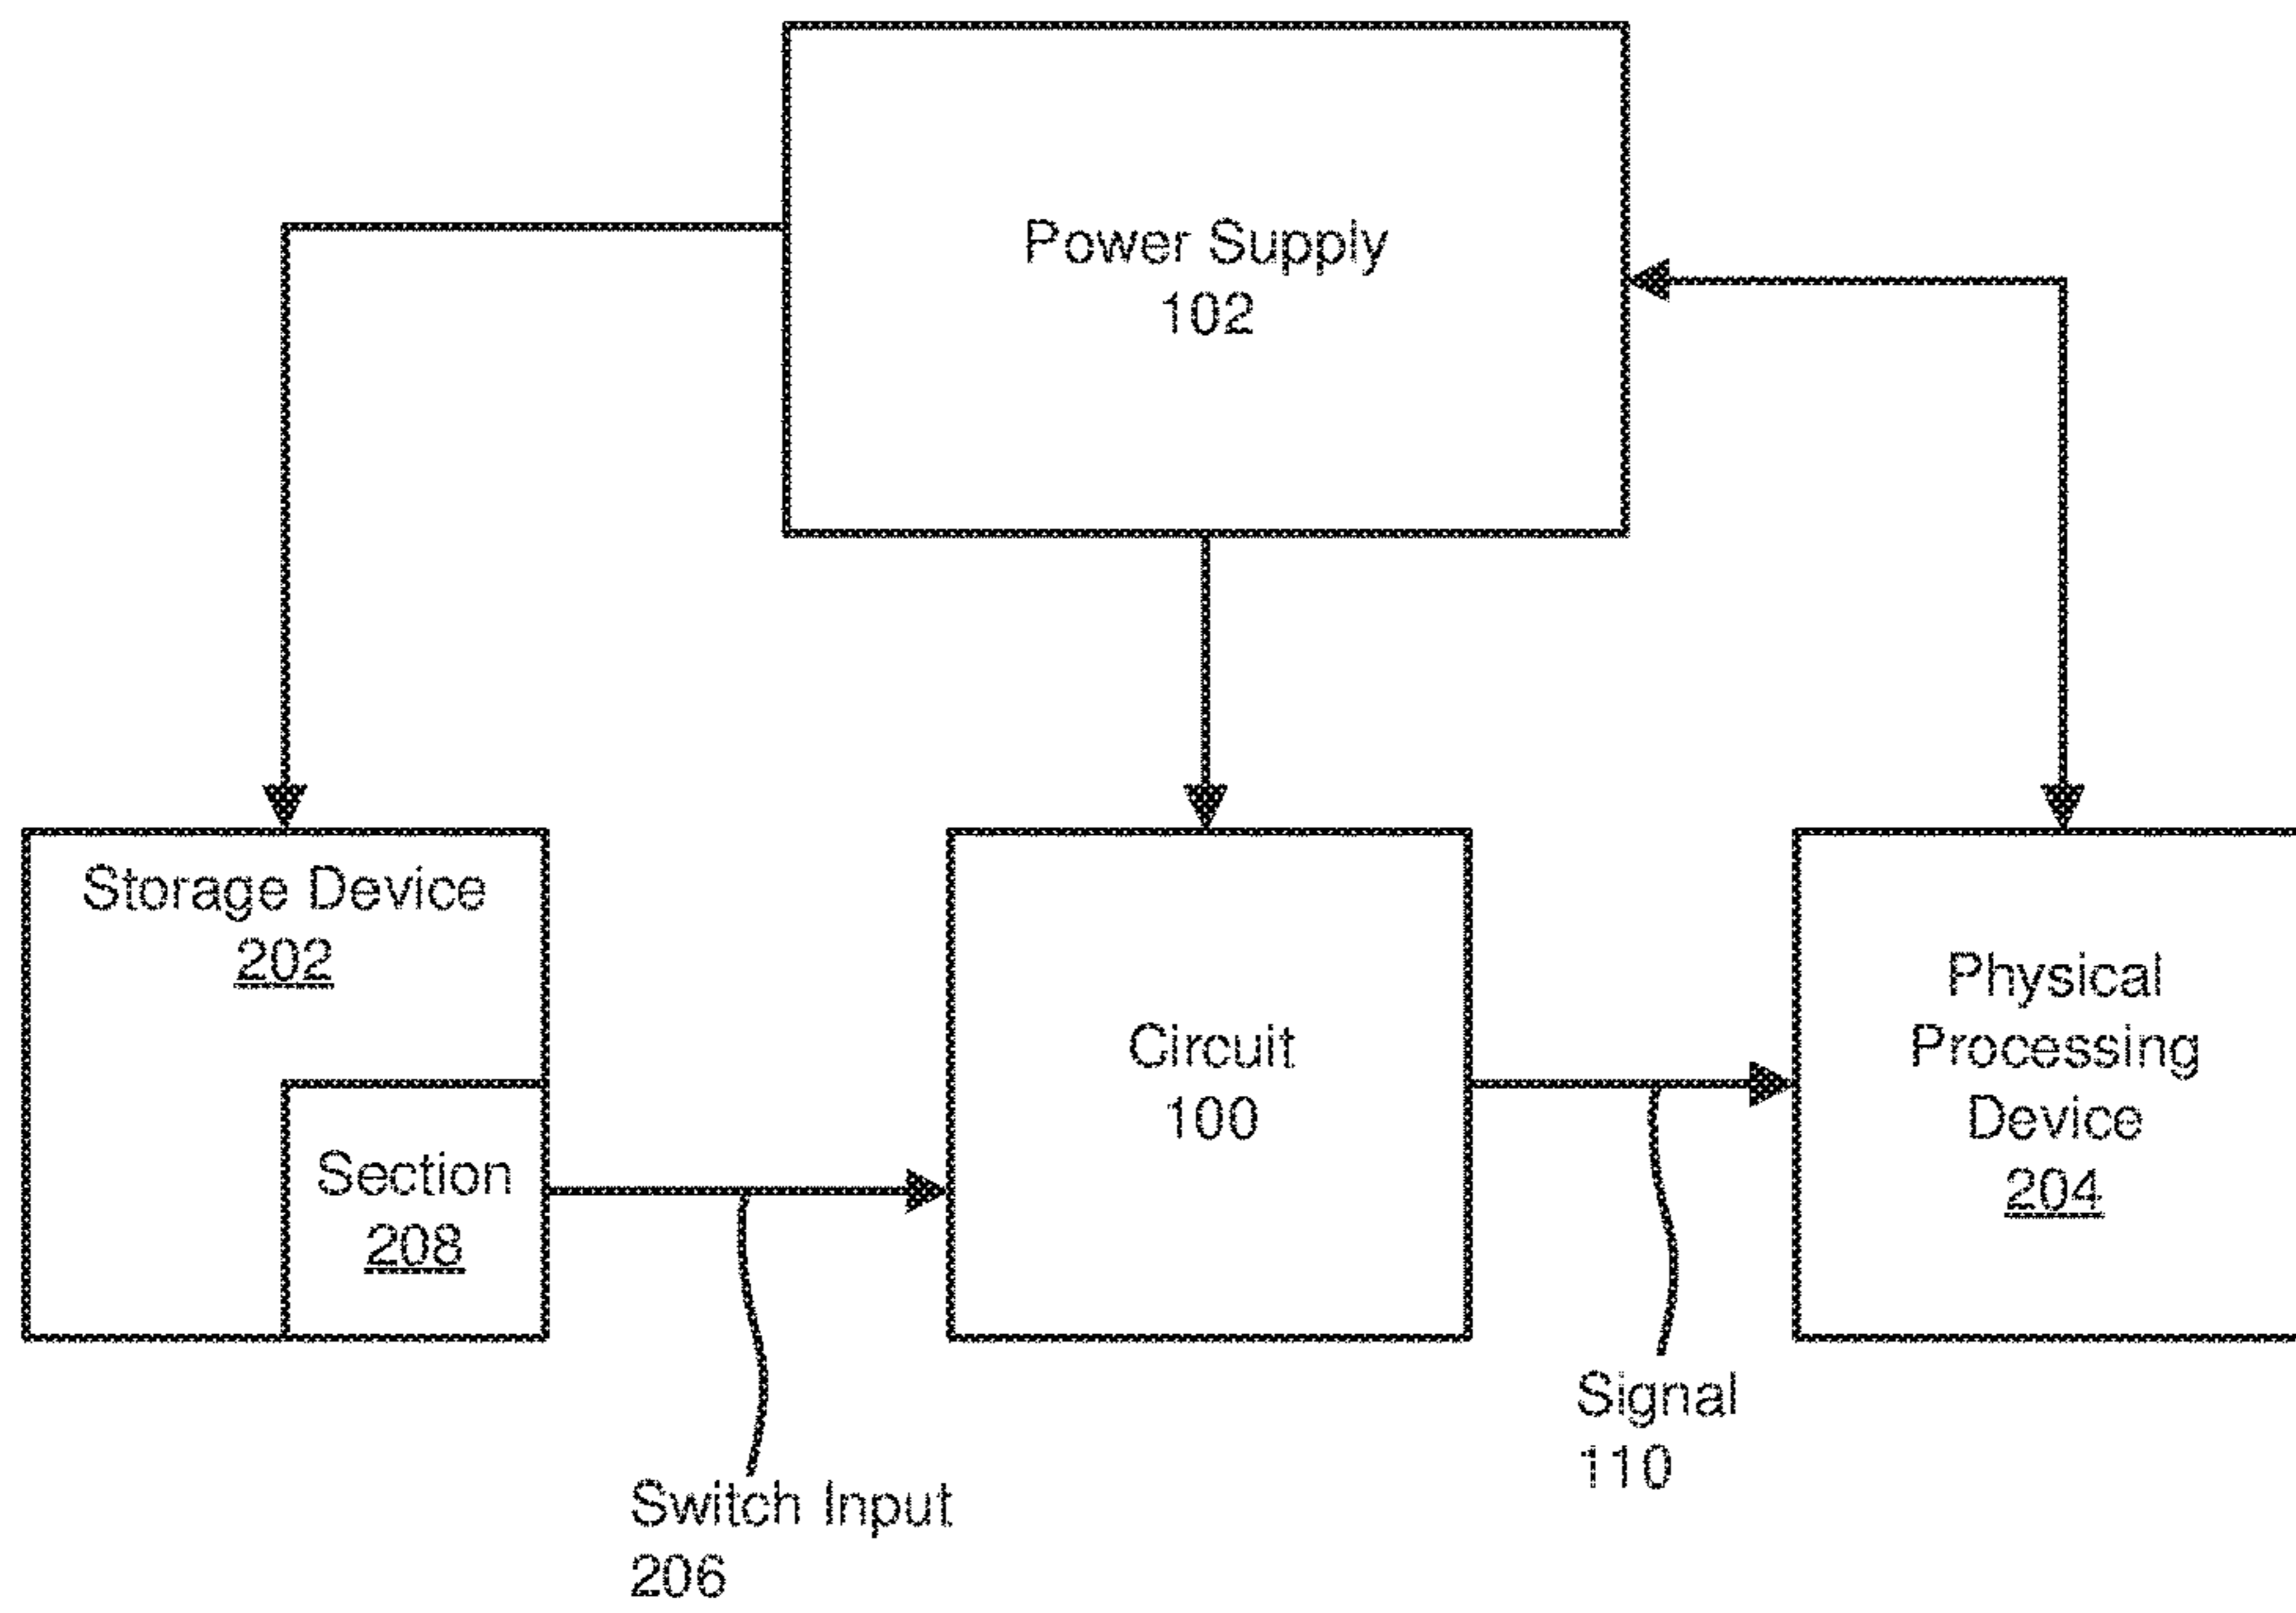 Power Supply
102
Storage Device
202
Section
208
Circuit
100
Physical
Processing
Device
204
Signal
110
Switch Input
206